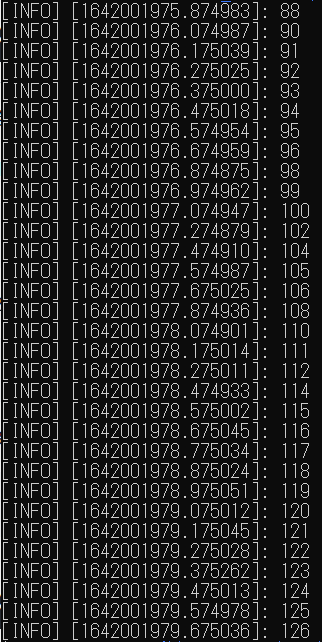 [INFO] [1642001975.874983]: 88
[INFO] [1642001976.074987]: 90
[INFO] [1642001976.175039]: 91
[INFO] [1642001976.275025]: 92
[INFO] [1642001976.375000]: 93
[INFO] [1642001976.475018]: 94
[INFO] [1642001976.574954]: 95
[INFO] [1642001976.674959]: 96
[INFO] [1642001976.874875]: 98
[INFO] [1642001976.974962]: 99
[INFO] [1642001977.074947]: 100
[INFO] [1642001977.274879]: 102
[INFO] [1642001977.474910]: 104
[INFO] [1642001977.574987]: 105
[INFO] [1642001977.675025]: 106
[INFO] [1642001977.874936]: 108
[INFO] [1642001978.074901]: 110
[INFO] [1642001978.175014]: 111
[INFO] [1642001978.275011]: 112
[INFO] [1642001978.474933]: 114
[INFO] [1642001978.575002]: 115
[INFO] [1642001978.675045]: 116
[INFO] [1642001978.775034]: 117
[INFO] [1642001978.875024]: 118
[INFO] [1642001978.975051]: 119
[INFO] [1642001979.075012]: 120
[INFO] [1642001979.175045]: 121
[INFO] [1642001979.275028]: 122
[INFO] [1642001979.375262]: 123
[INFO] [1642001979.475013]: 124
[INFO] [1642001979.574978]: 125
[INFO] [1642001979.675036]: 126